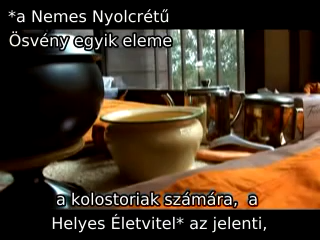 *a Nemes Nyolcrétű
Ösvény egyik eleme
a kolostoriak számára,  a
Helyes Életvitel* az jelenti,